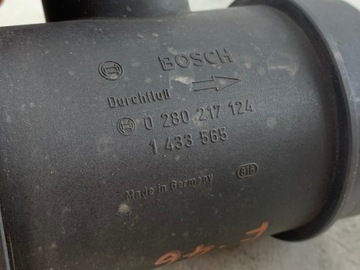 BOSCH
Durchfluß
0 280 217 124
1 433 565
Made in Germany